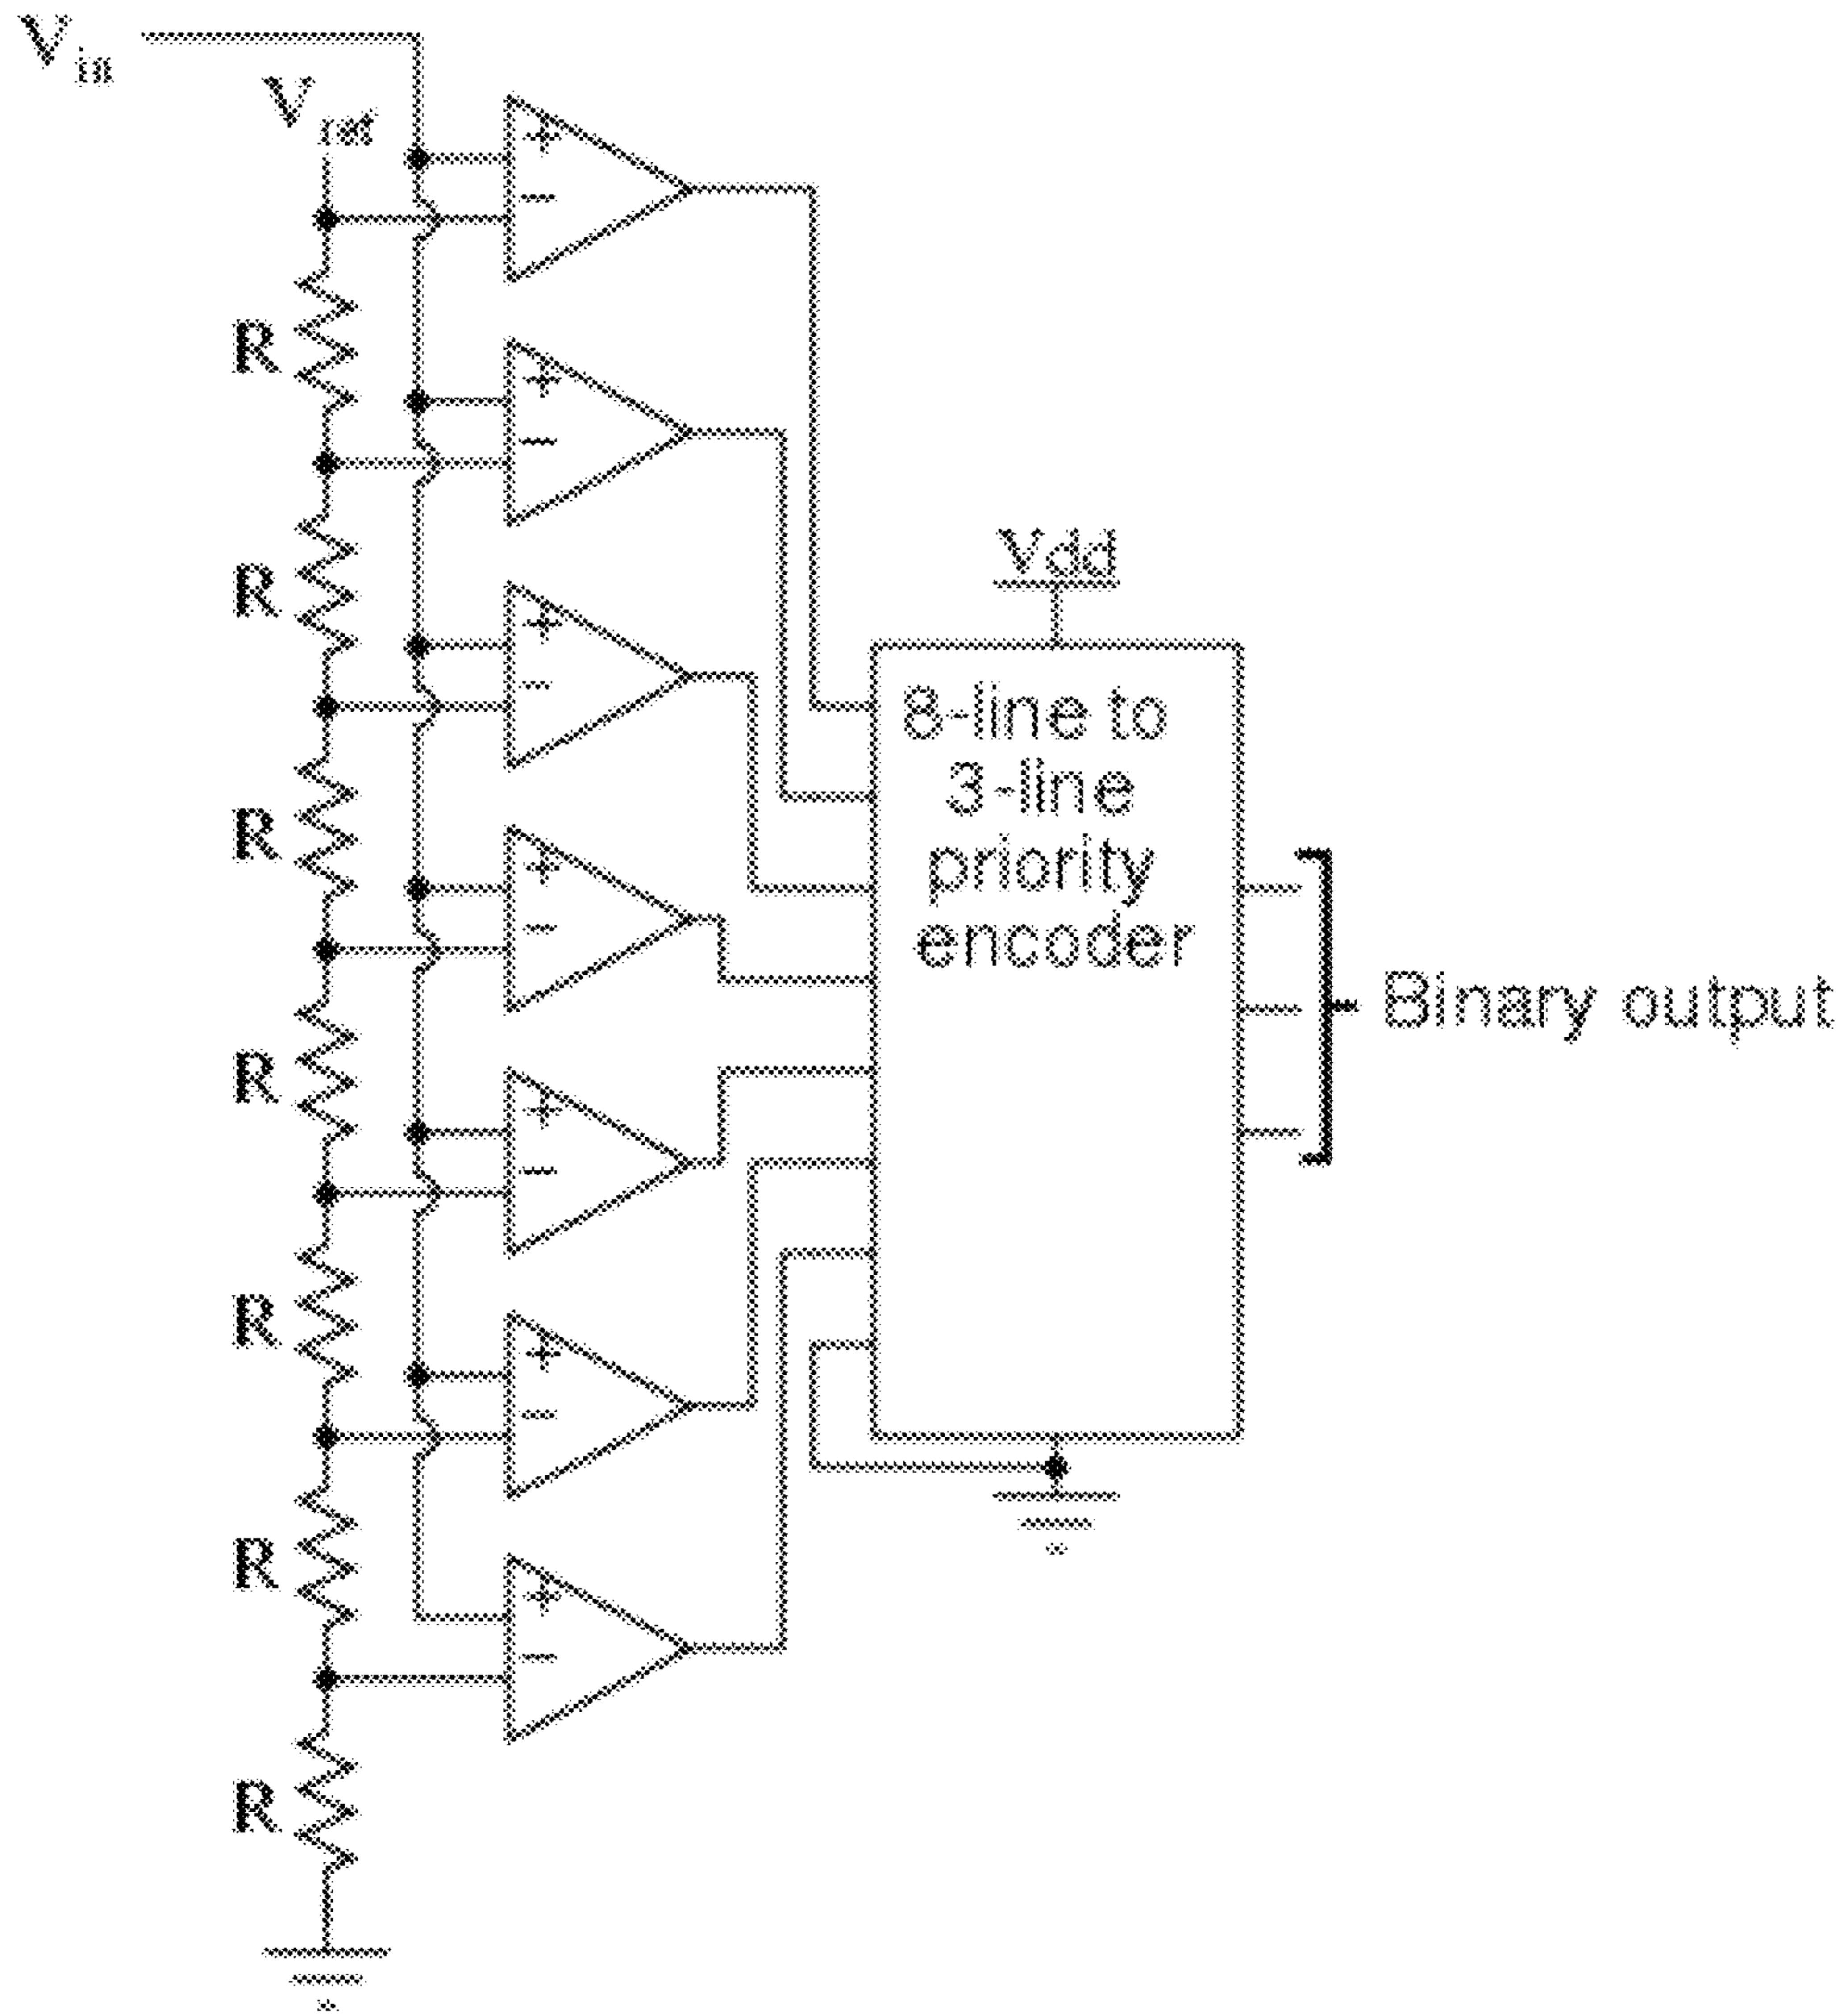 Vin
Vref
+
−
R
+
−
R
+
−
Vdd
8-line to
3-line
priority
encoder
R
+
−
Binary output
R
+
−
R
+
−
R
+
−
R